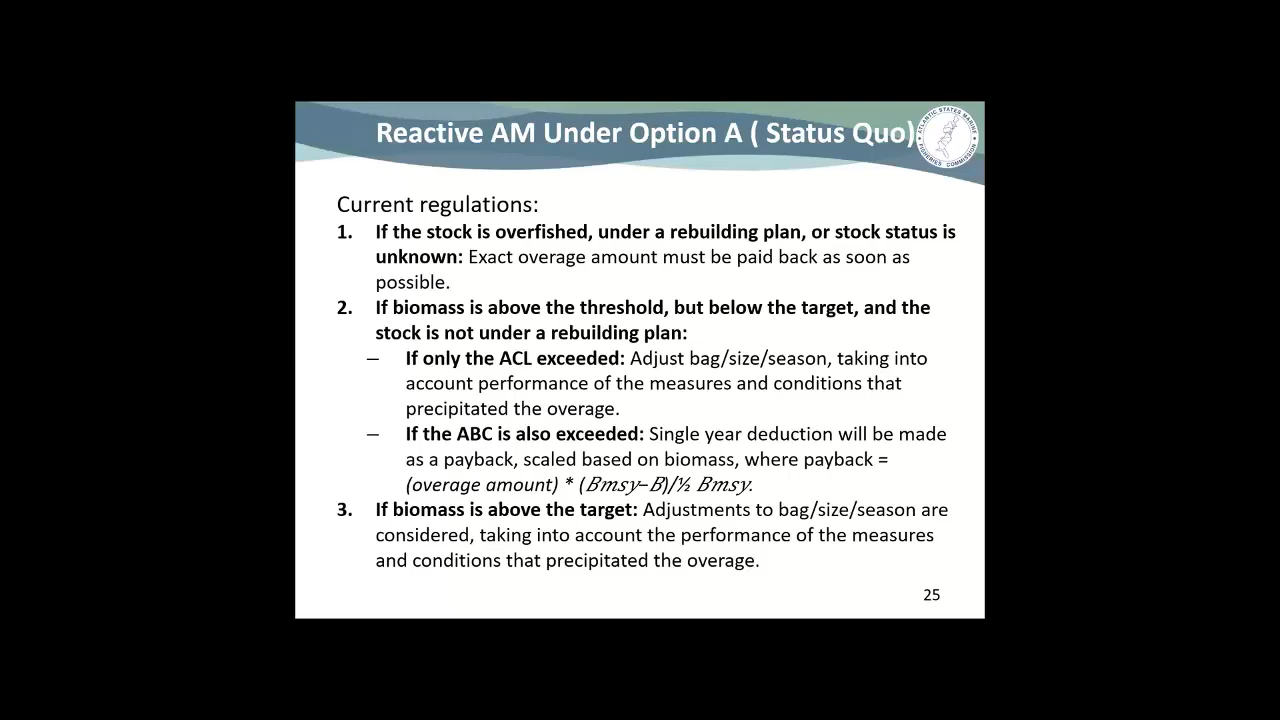 Reactive AM Under Option A ( Status Quo)
ATLANTIC STATES MARINE
FISHERIES COMMISSION
Current regulations:
1. If the stock is overfished, under a rebuilding plan, or stock status is
unknown: Exact overage amount must be paid back as soon as
possible.
2. If biomass is above the threshold, but below the target, and the
stock is not under a rebuilding plan:
– If only the ACL exceeded: Adjust bag/size/season, taking into
account performance of the measures and conditions that
precipitated the overage.
– If the ABC is also exceeded: Single year deduction will be made
as a payback, scaled based on biomass, where payback =
(overage amount) * (𝐵𝑚𝑠𝑦−𝐵)/½ 𝐵𝑚𝑠𝑦.
3. If biomass is above the target: Adjustments to bag/size/season are
considered, taking into account the performance of the measures
and conditions that precipitated the overage.
25